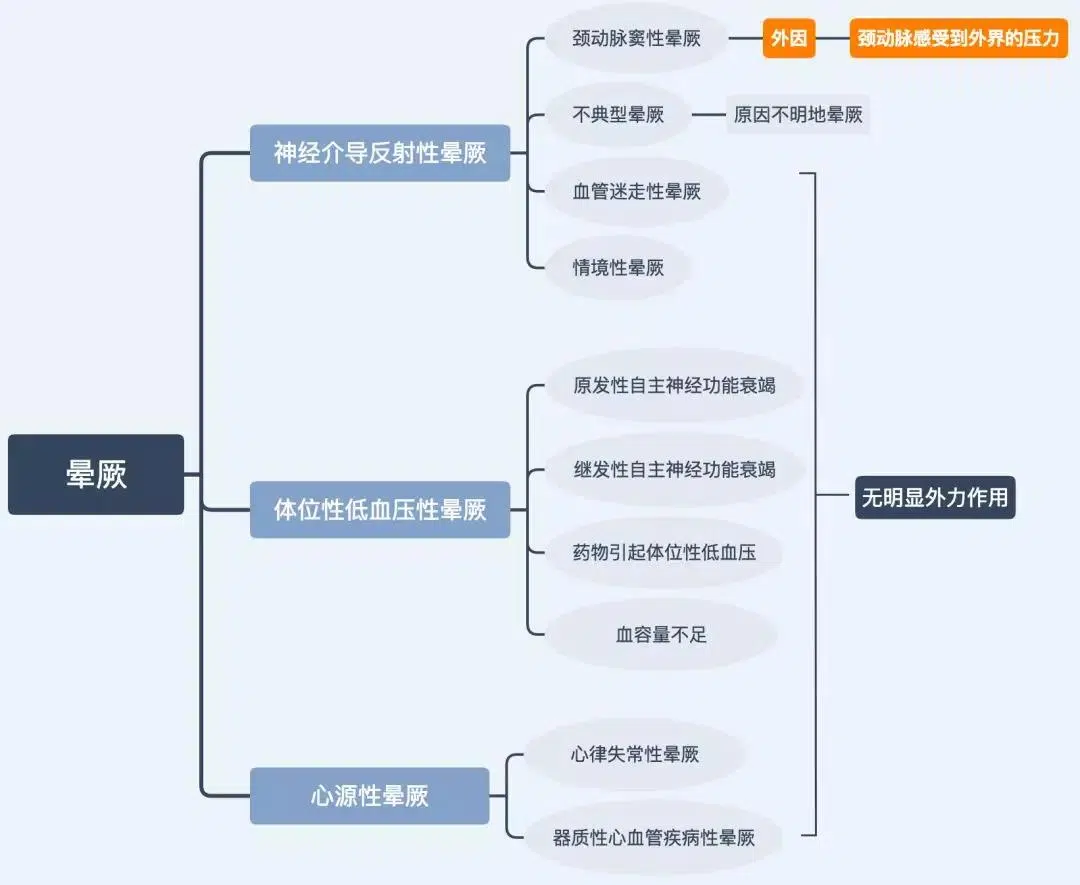 晕厥
神经介导反射性晕厥
颈动脉窦性晕厥
外因
颈动脉感受到外界的压力
不典型晕厥
原因不明地晕厥
血管迷走性晕厥
情境性晕厥
体位性低血压性晕厥
原发性自主神经功能衰竭
继发性自主神经功能衰竭
药物引起体位性低血压
血容量不足
心源性晕厥
心律失常性晕厥
器质性心血管疾病性晕厥
无明显外力作用